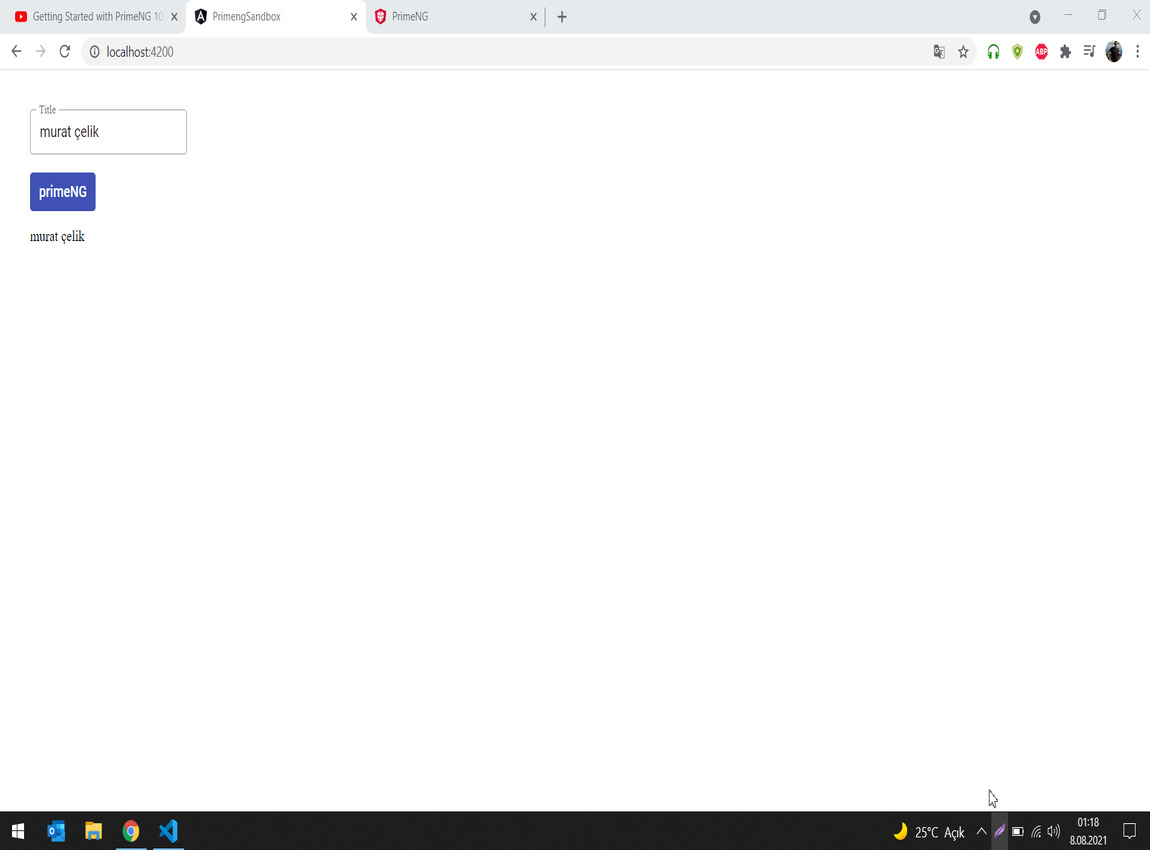 Getting Started with PrimeNG 10
PrimengSandbox
PrimeNG
localhost:4200
ABP
Title
murat çelik
primeNG
murat çelik
25°C Açık
01:18
8.08.2021